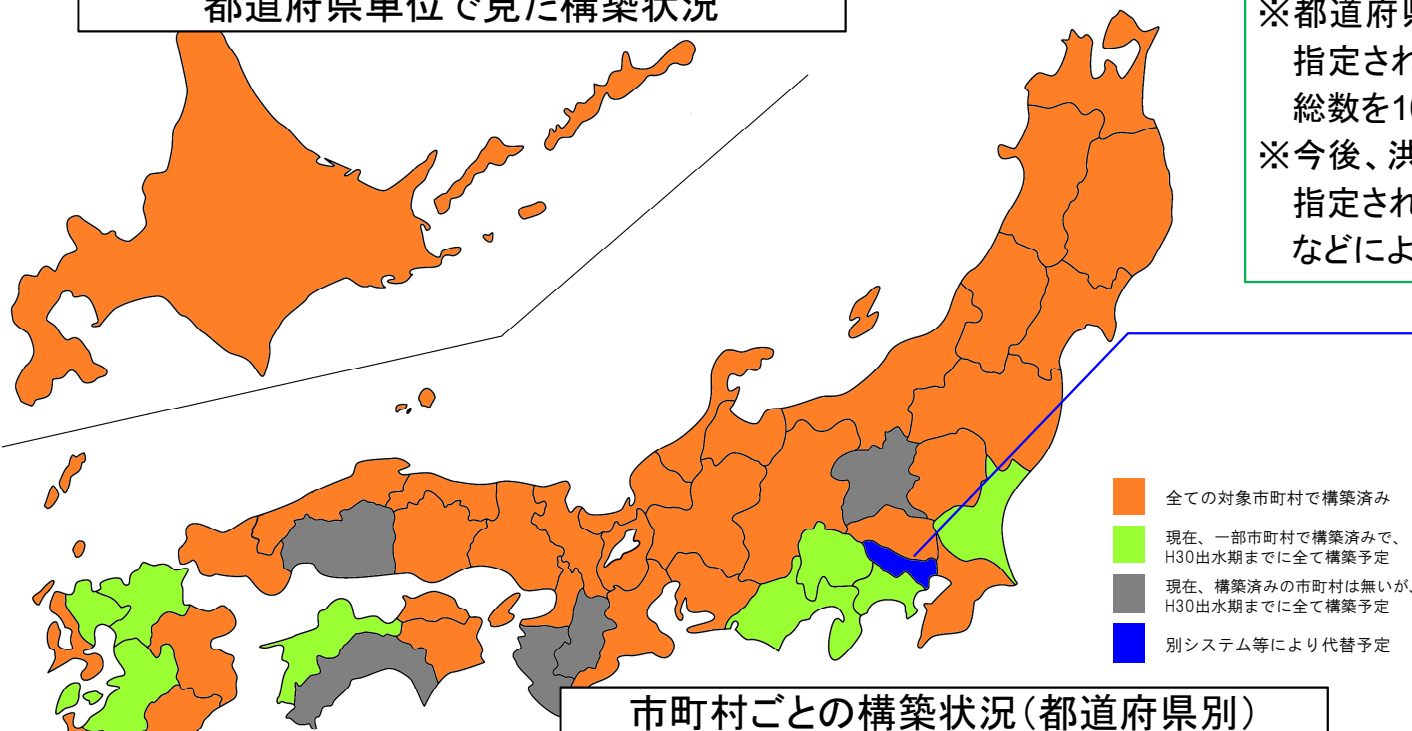 都道府県単位で見た構築状況
※都道府県
指定され
総数を10
※今後、洪
指定され
などによ
全ての対象市町村で構築済み
現在、一部市町村で構築済みで、
H30出水期までに全て構築予定
現在、構築済みの市町村は無いが、
H30出水期までに全て構築予定
別システム等により代替予定
市町村ごとの構築状況（都道府県別）